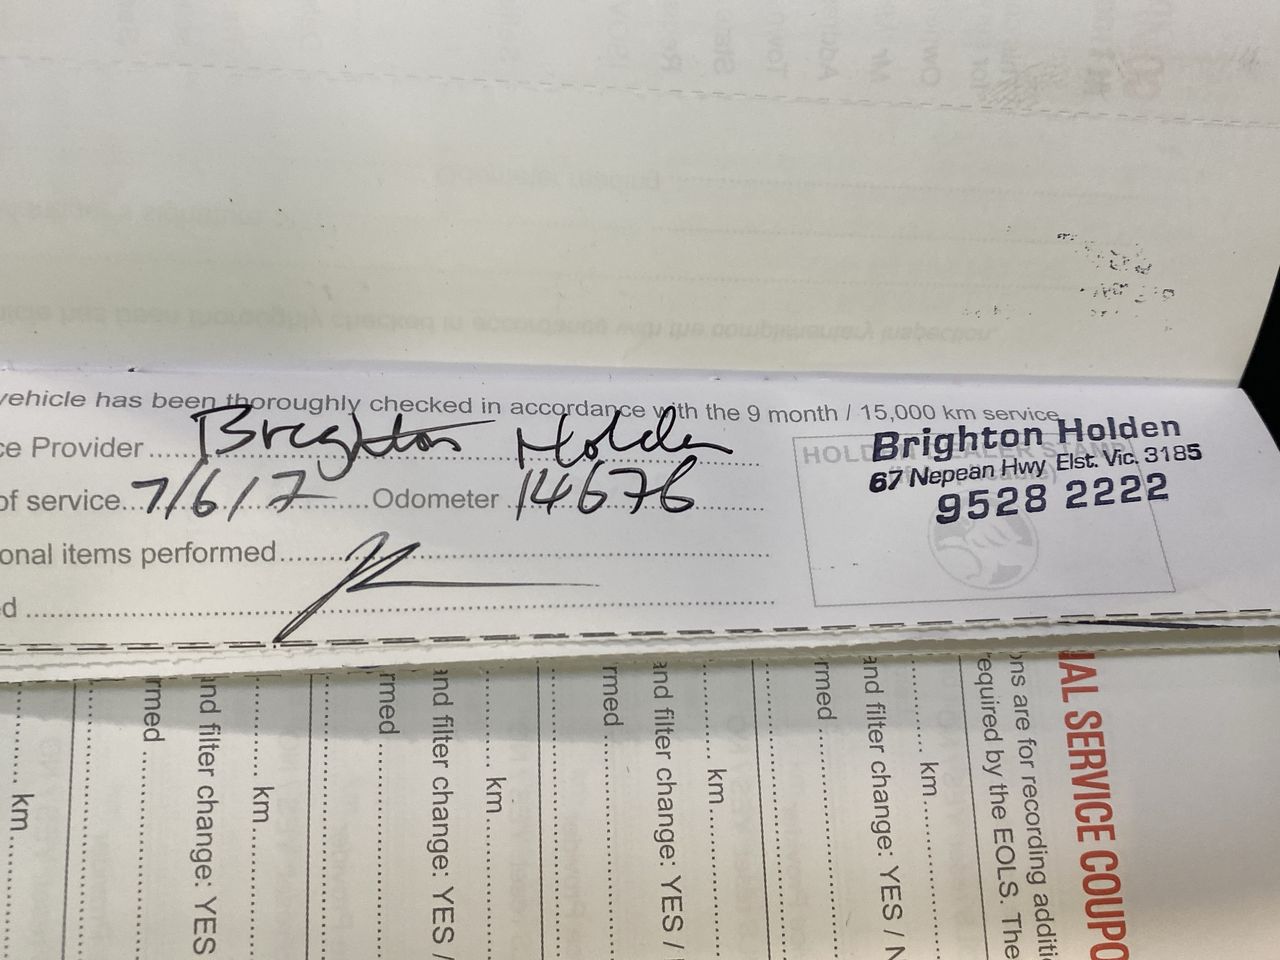 vehicle has been thoroughly checked in accordance with the 9 month / 15,000 km service
ce Provider Brighton Holden
of service 7/6/17 Odometer 14676
onal items performed
d
Brighton Holden
67 Nepean Hwy Elst. Vic. 3185
9528 2222
HOLDEN DEALER STAMP
IAL SERVICE COUPO
ons are for recording additi
required by the EOLS. The
km
and filter change: YES / N
rmed
km
and filter change: YES /
rmed
km
and filter change: YES /
rmed
km
and filter change: YES
rmed
km